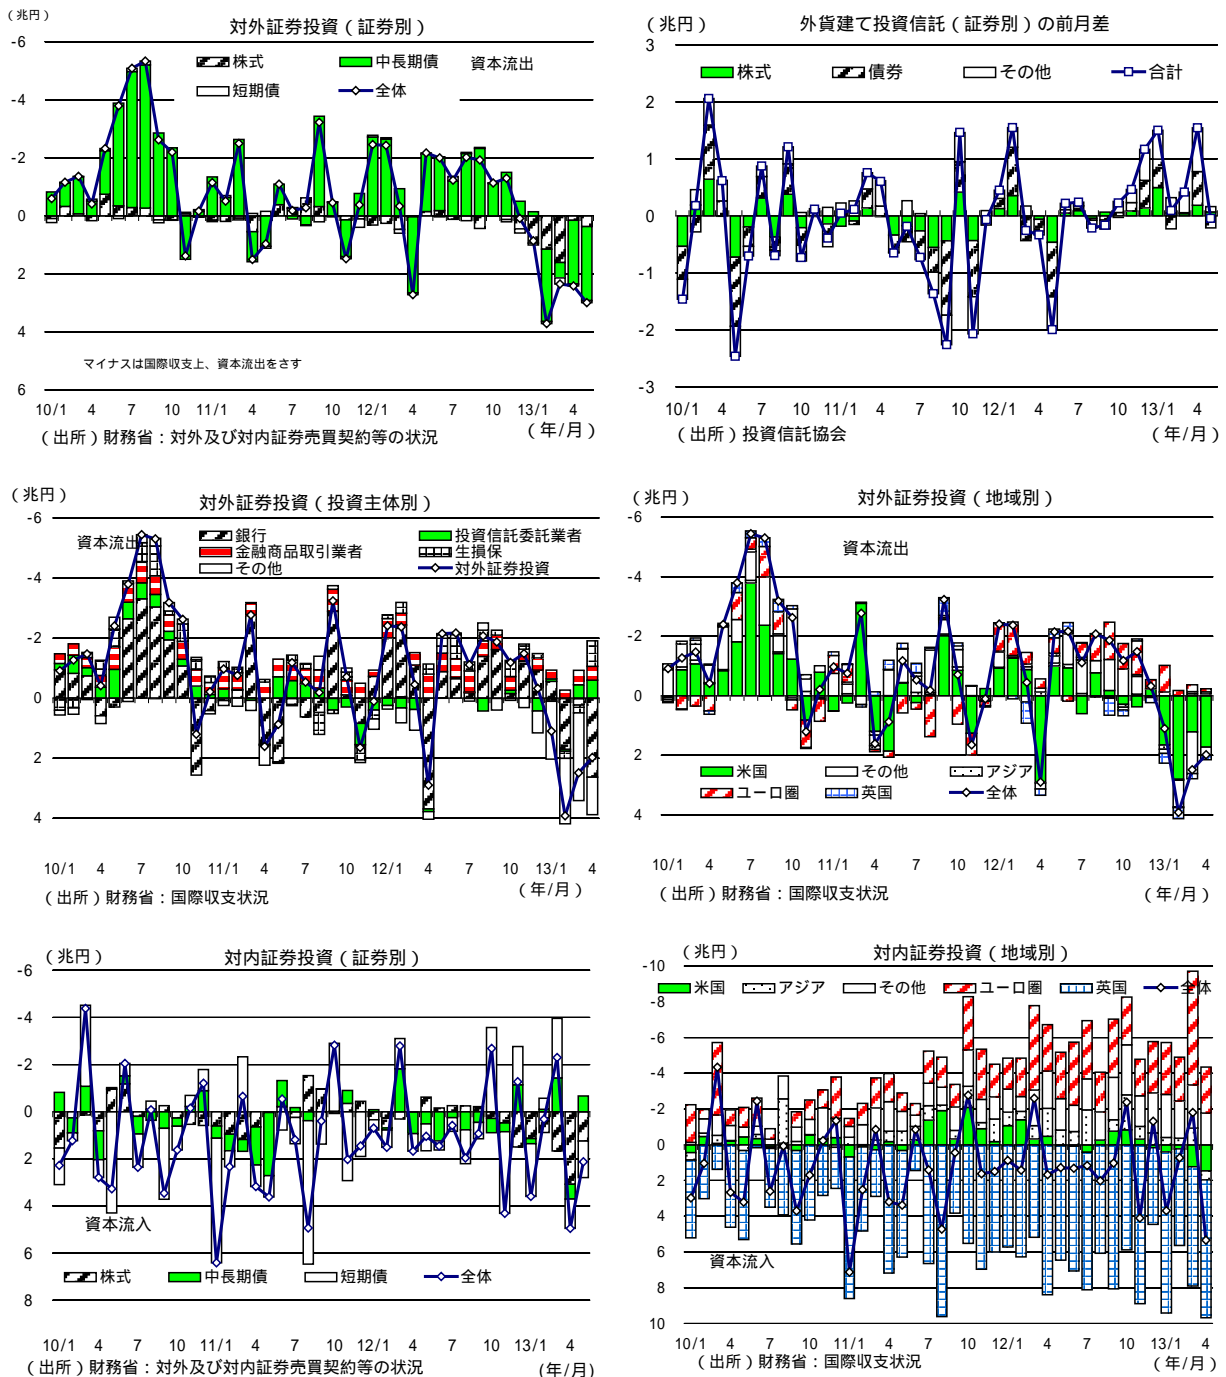 （兆円）
対外証券投資（証券別）
株式
中長期債
資本流出
短期債
全体
-6
-4
-2
0
2
4
6
マイナスは国際収支上、資本流出をさす
10/1 4 7 10 11/1 4 7 10 12/1 4 7 10 13/1 4
（出所）財務省：対外及び対内証券売買契約等の状況
（年/月）
（兆円）
外貨建て投資信託（証券別）の前月差
株式 債券 その他 合計
3
2
1
0
-1
-2
-3
10/1 4 7 10 11/1 4 7 10 12/1 4 7 10 13/1 4
（出所）投資信託協会
（年/月）
（兆円）
対外証券投資（投資主体別）
資本流出
銀行
投資信託委託業者
金融商品取引業者
生損保
その他
対外証券投資
-6
-4
-2
0
2
4
10/1 4 7 10 11/1 4 7 10 12/1 4 7 10 13/1 4
（出所）財務省：国際収支状況
（年/月）
（兆円）
対外証券投資（地域別）
資本流出
-6
-4
-2
0
2
4
米国 その他 アジア
ユーロ圏 英国 全体
10/1 4 7 10 11/1 4 7 10 12/1 4 7 10 13/1 4
（出所）財務省：国際収支状況
（年/月）
（兆円）
対内証券投資（証券別）
-6
-4
-2
0
2
4
6
8
資本流入
株式 中長期債 短期債 全体
10/1 4 7 10 11/1 4 7 10 12/1 4 7 10 13/1 4
（出所）財務省：対外及び対内証券売買契約等の状況
（年/月）
（兆円）
対内証券投資（地域別）
米国 アジア その他 ユーロ圏 英国 全体
-10
-8
-6
-4
-2
0
2
4
6
8
10
資本流入
10/1 4 7 10 11/1 4 7 10 12/1 4 7 10 13/1 4
（出所）財務省：国際収支状況
（年/月）